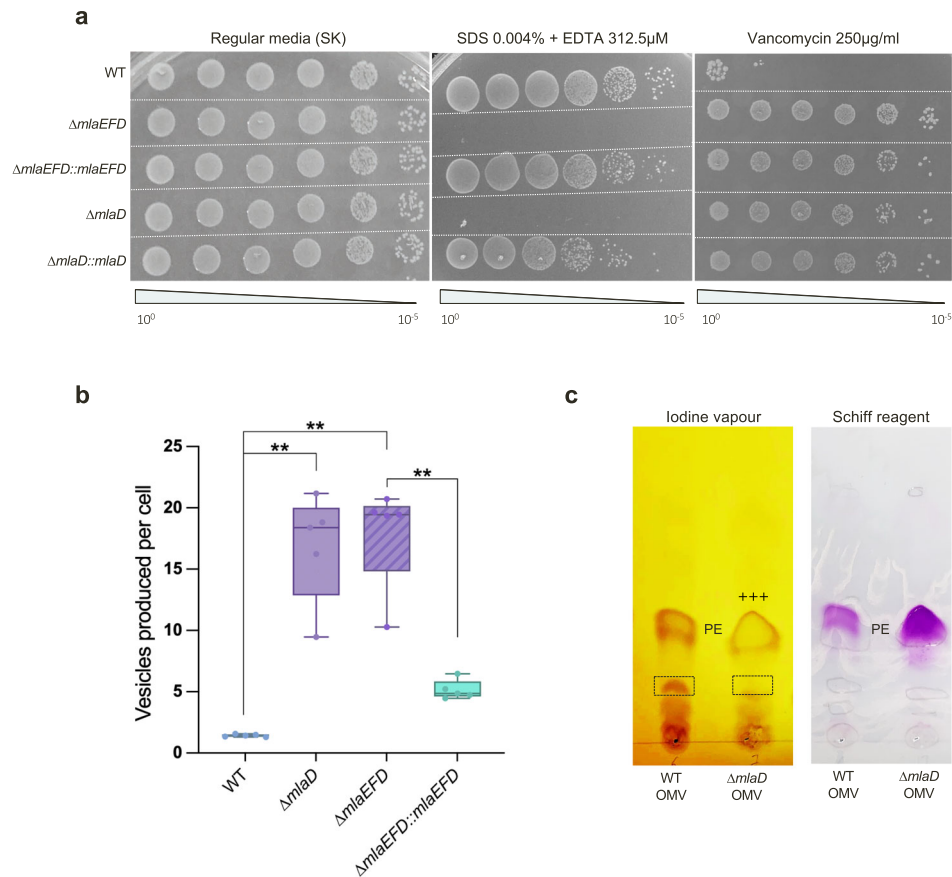 a
Regular media (SK)
SDS 0.004% + EDTA 312.5µM
Vancomycin 250µg/ml
WT
ΔmlaEFD
ΔmlaEFD::mlaEFD
ΔmlaD
ΔmlaD::mlaD
10⁰ 10⁻⁵ 10⁰ 10⁻⁵ 10⁰ 10⁻⁵
b
Vesicles produced per cell
25
20
15
10
5
0
**
**
**
WT
ΔmlaD
ΔmlaEFD
ΔmlaEFD::mlaEFD
c
Iodine vapour
Schiff reagent
+++
PE
PE
WT OMV
ΔmlaD OMV
WT OMV
ΔmlaD OMV